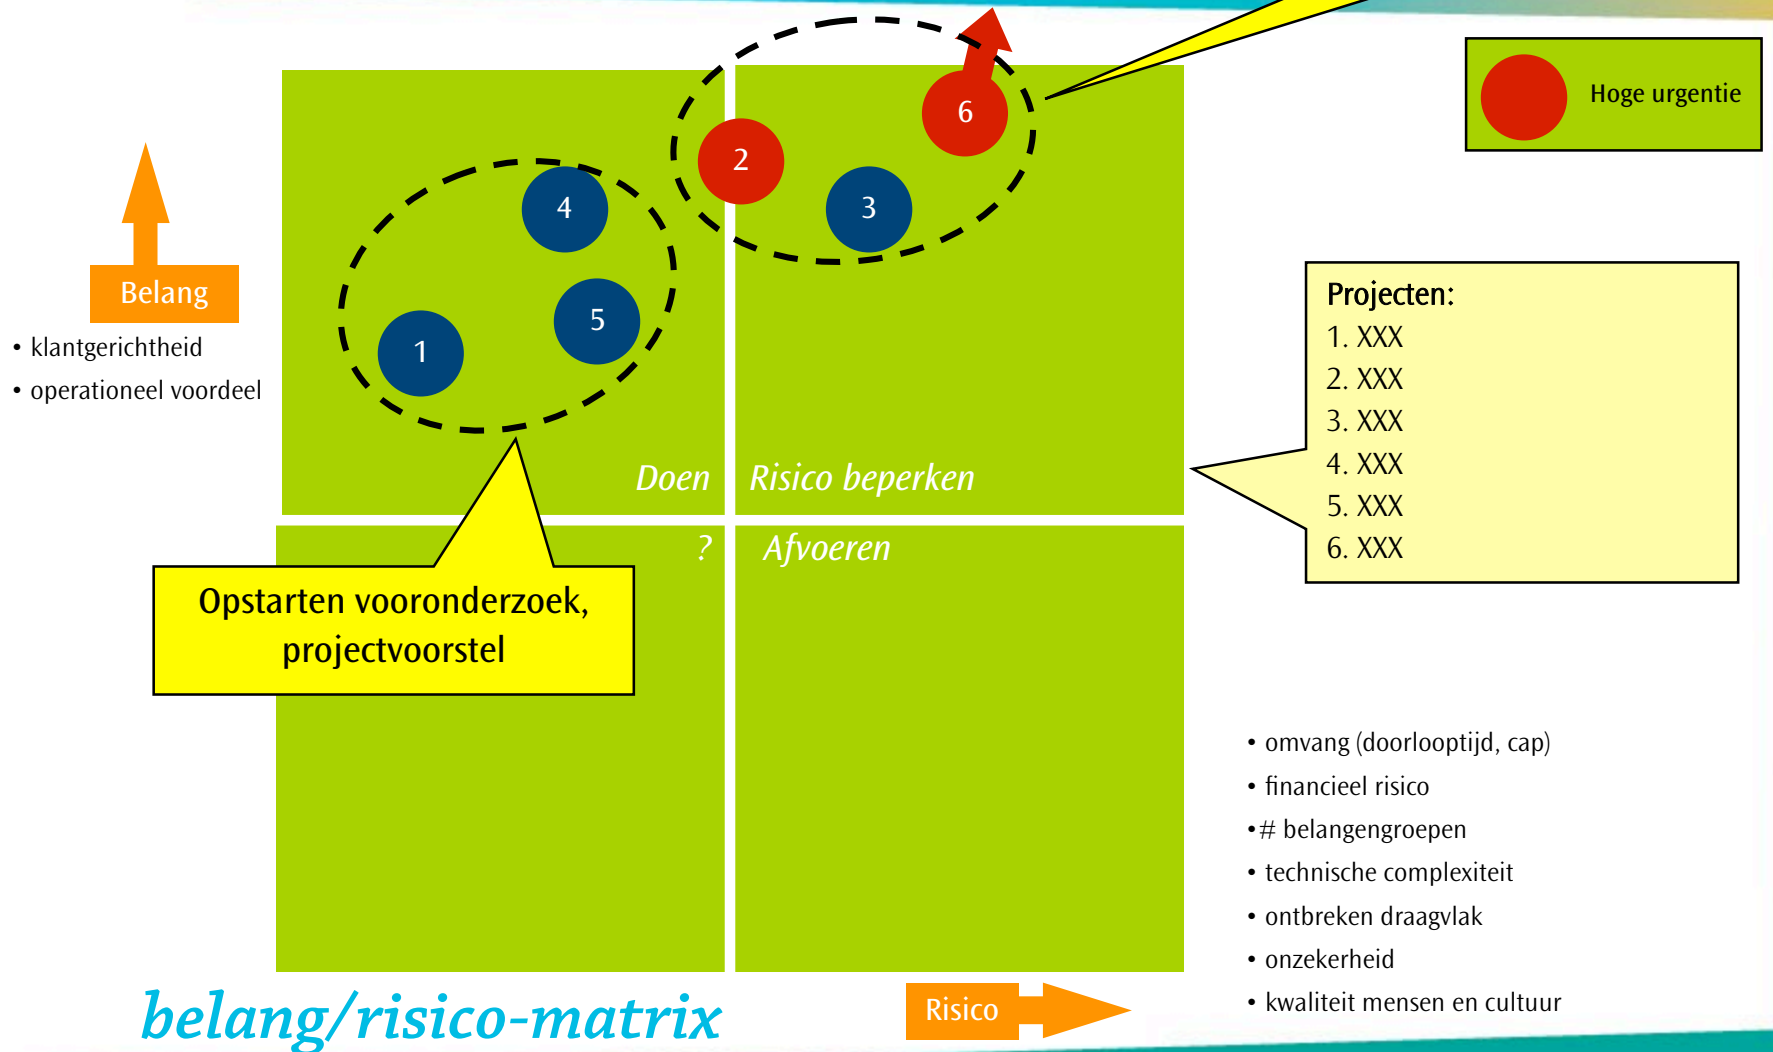 Hoge urgentie
6
2
3
4
5
1
Belang
• klantgerichtheid
• operationeel voordeel
Projecten:
1. XXX
2. XXX
3. XXX
4. XXX
5. XXX
6. XXX
Doen
Risico beperken
?
Afvoeren
Opstarten vooronderzoek,
projectvoorstel
• omvang (doorlooptijd, cap)
• financieel risico
• # belangengroepen
• technische complexiteit
• ontbreken draagvlak
• onzekerheid
• kwaliteit mensen en cultuur
Risico
belang/risico-matrix